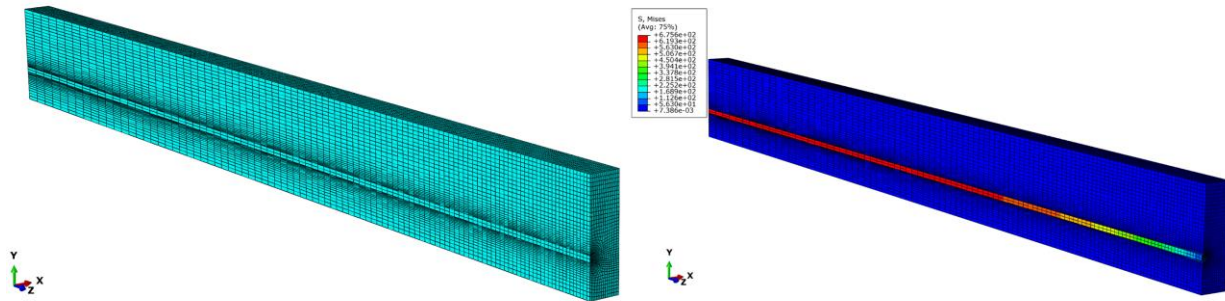 S, Mises
(Avg: 75%)
+6.756e+02
+6.193e+02
+5.630e+02
+5.067e+02
+4.504e+02
+3.941e+02
+3.378e+02
+2.815e+02
+2.252e+02
+1.689e+02
+1.126e+02
+5.630e+01
+7.386e-03
Y
X
Z
Y
X
Z